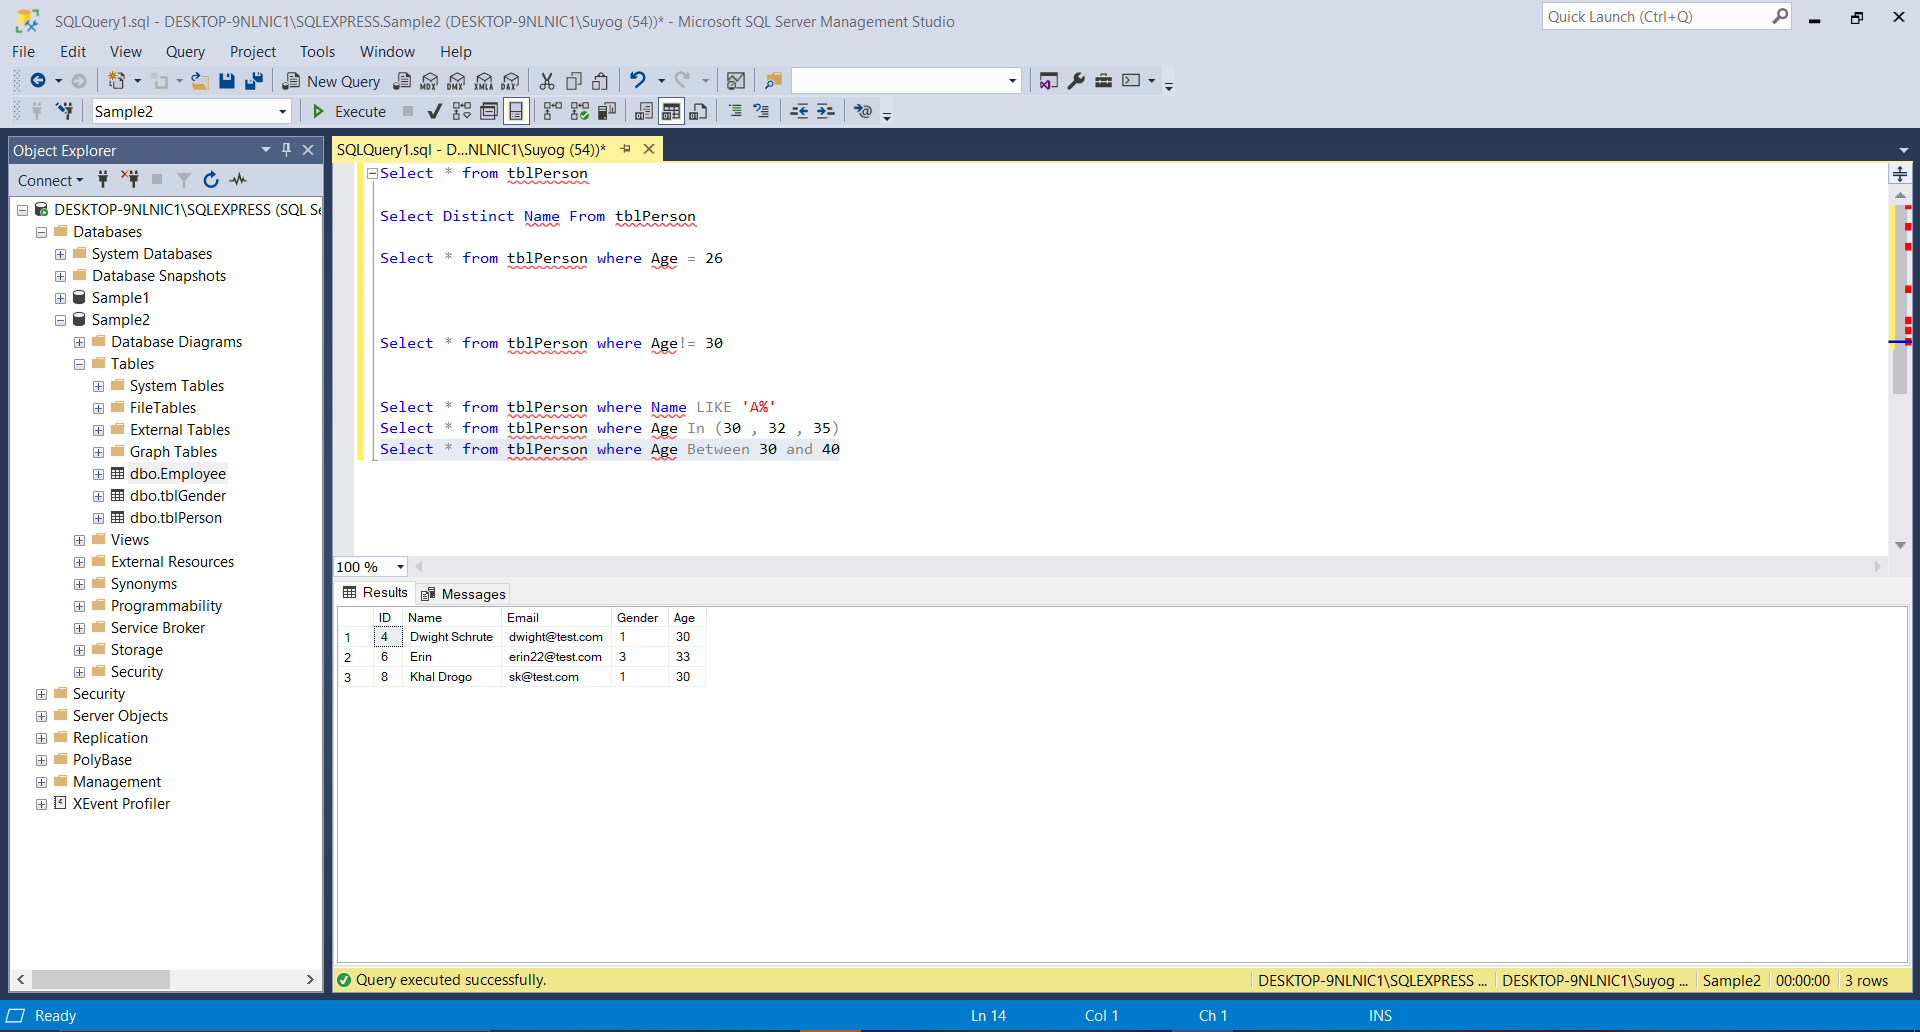 SQLQuery1.sql - DESKTOP-9NLNIC1\SQLEXPRESS.Sample2 (DESKTOP-9NLNIC1\Suyog (54))* - Microsoft SQL Server Management Studio
Quick Launch (Ctrl+Q)
File Edit View Query Project Tools Window Help
New Query MDX DMX XMLA DAX
Sample2 Execute
Object Explorer
Connect
DESKTOP-9NLNIC1\SQLEXPRESS (SQL Se
Databases
System Databases
Database Snapshots
Sample1
Sample2
Database Diagrams
Tables
System Tables
FileTables
External Tables
Graph Tables
dbo.Employee
dbo.tblGender
dbo.tblPerson
Views
External Resources
Synonyms
Programmability
Service Broker
Storage
Security
Security
Server Objects
Replication
PolyBase
Management
XEvent Profiler
SQLQuery1.sql - D...NLNIC1\Suyog (54))*
Select * from tblPerson
Select Distinct Name From tblPerson
Select * from tblPerson where Age = 26
Select * from tblPerson where Age!= 30
Select * from tblPerson where Name LIKE 'A%'
Select * from tblPerson where Age In (30 , 32 , 35)
Select * from tblPerson where Age Between 30 and 40
100 %
Results Messages
ID Name Email Gender Age
1 4 Dwight Schrute dwight@test.com 1 30
2 6 Erin erin22@test.com 3 33
3 8 Khal Drogo sk@test.com 1 30
Query executed successfully.
DESKTOP-9NLNIC1\SQLEXPRESS ... DESKTOP-9NLNIC1\Suyog ... Sample2 00:00:00 3 rows
Ready Ln 14 Col 1 Ch 1 INS